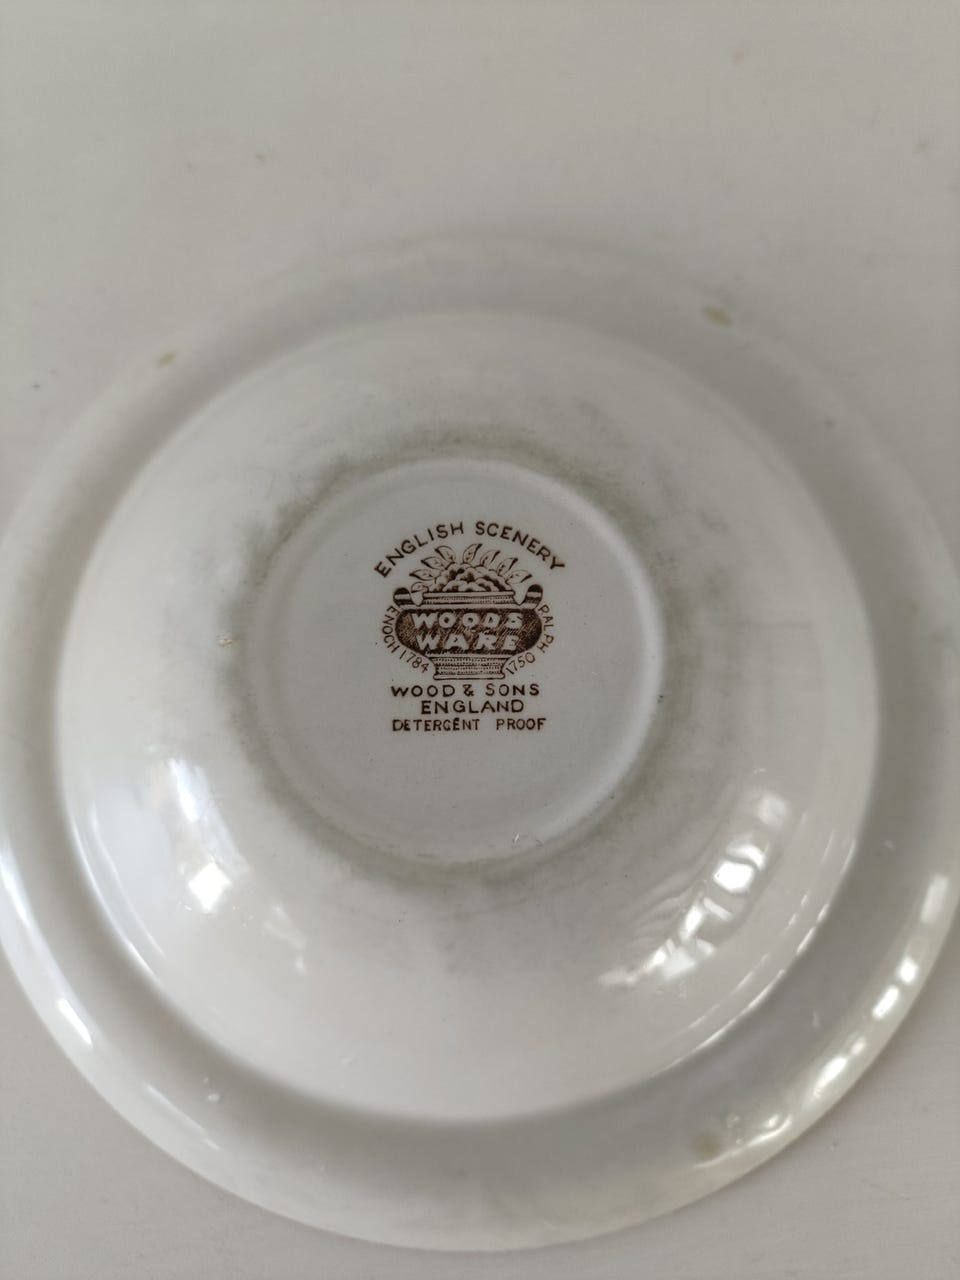 ENGLISH SCENERY
WOODS
WARE
ENOCH 1784
RALPH 1750
WOOD & SONS
ENGLAND
DETERGENT PROOF